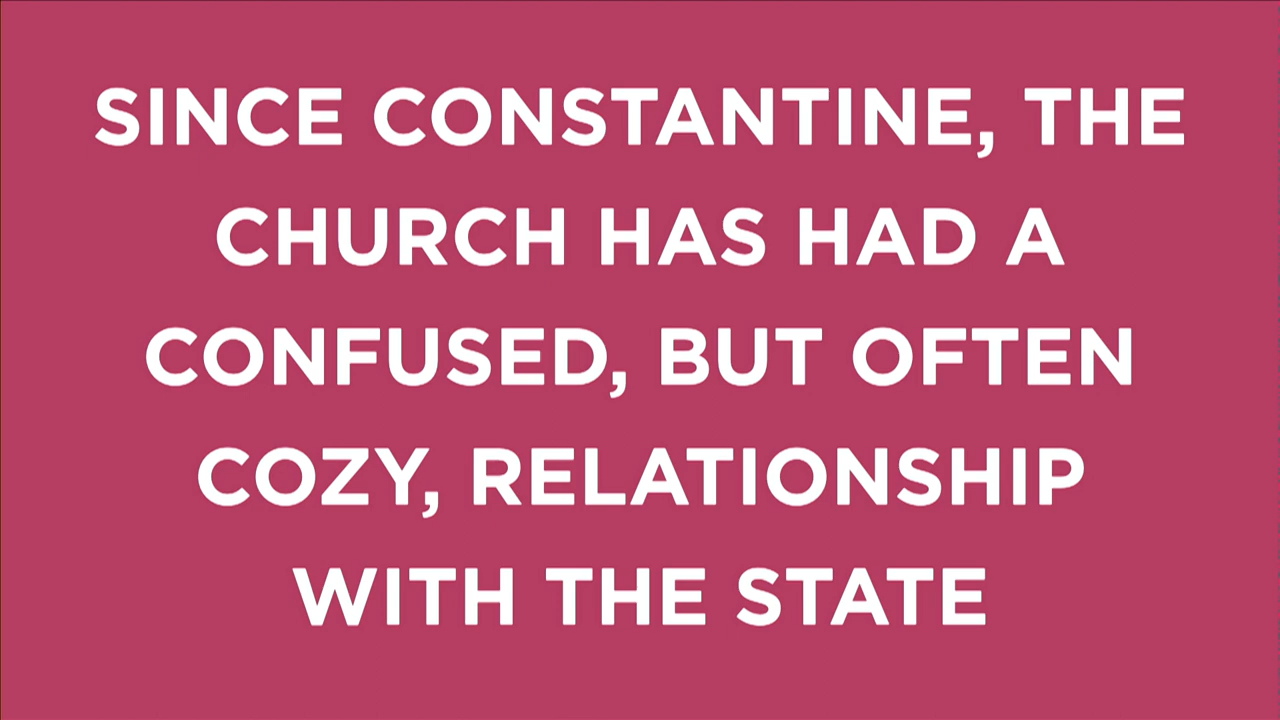 SINCE CONSTANTINE, THE
CHURCH HAS HAD A
CONFUSED, BUT OFTEN
COZY, RELATIONSHIP
WITH THE STATE